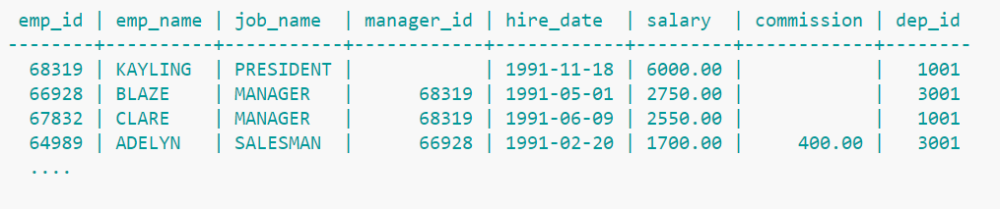 emp_id | emp_name | job_name  | manager_id | hire_date  | salary  | commission | dep_id
--------+----------+-----------+------------+------------+---------+------------+--------
  68319 | KAYLING  | PRESIDENT |            | 1991-11-18 | 6000.00 |            |   1001
  66928 | BLAZE    | MANAGER   |      68319 | 1991-05-01 | 2750.00 |            |   3001
  67832 | CLARE    | MANAGER   |      68319 | 1991-06-09 | 2550.00 |            |   1001
  64989 | ADELYN   | SALESMAN  |      66928 | 1991-02-20 | 1700.00 |     400.00 |   3001
  ....